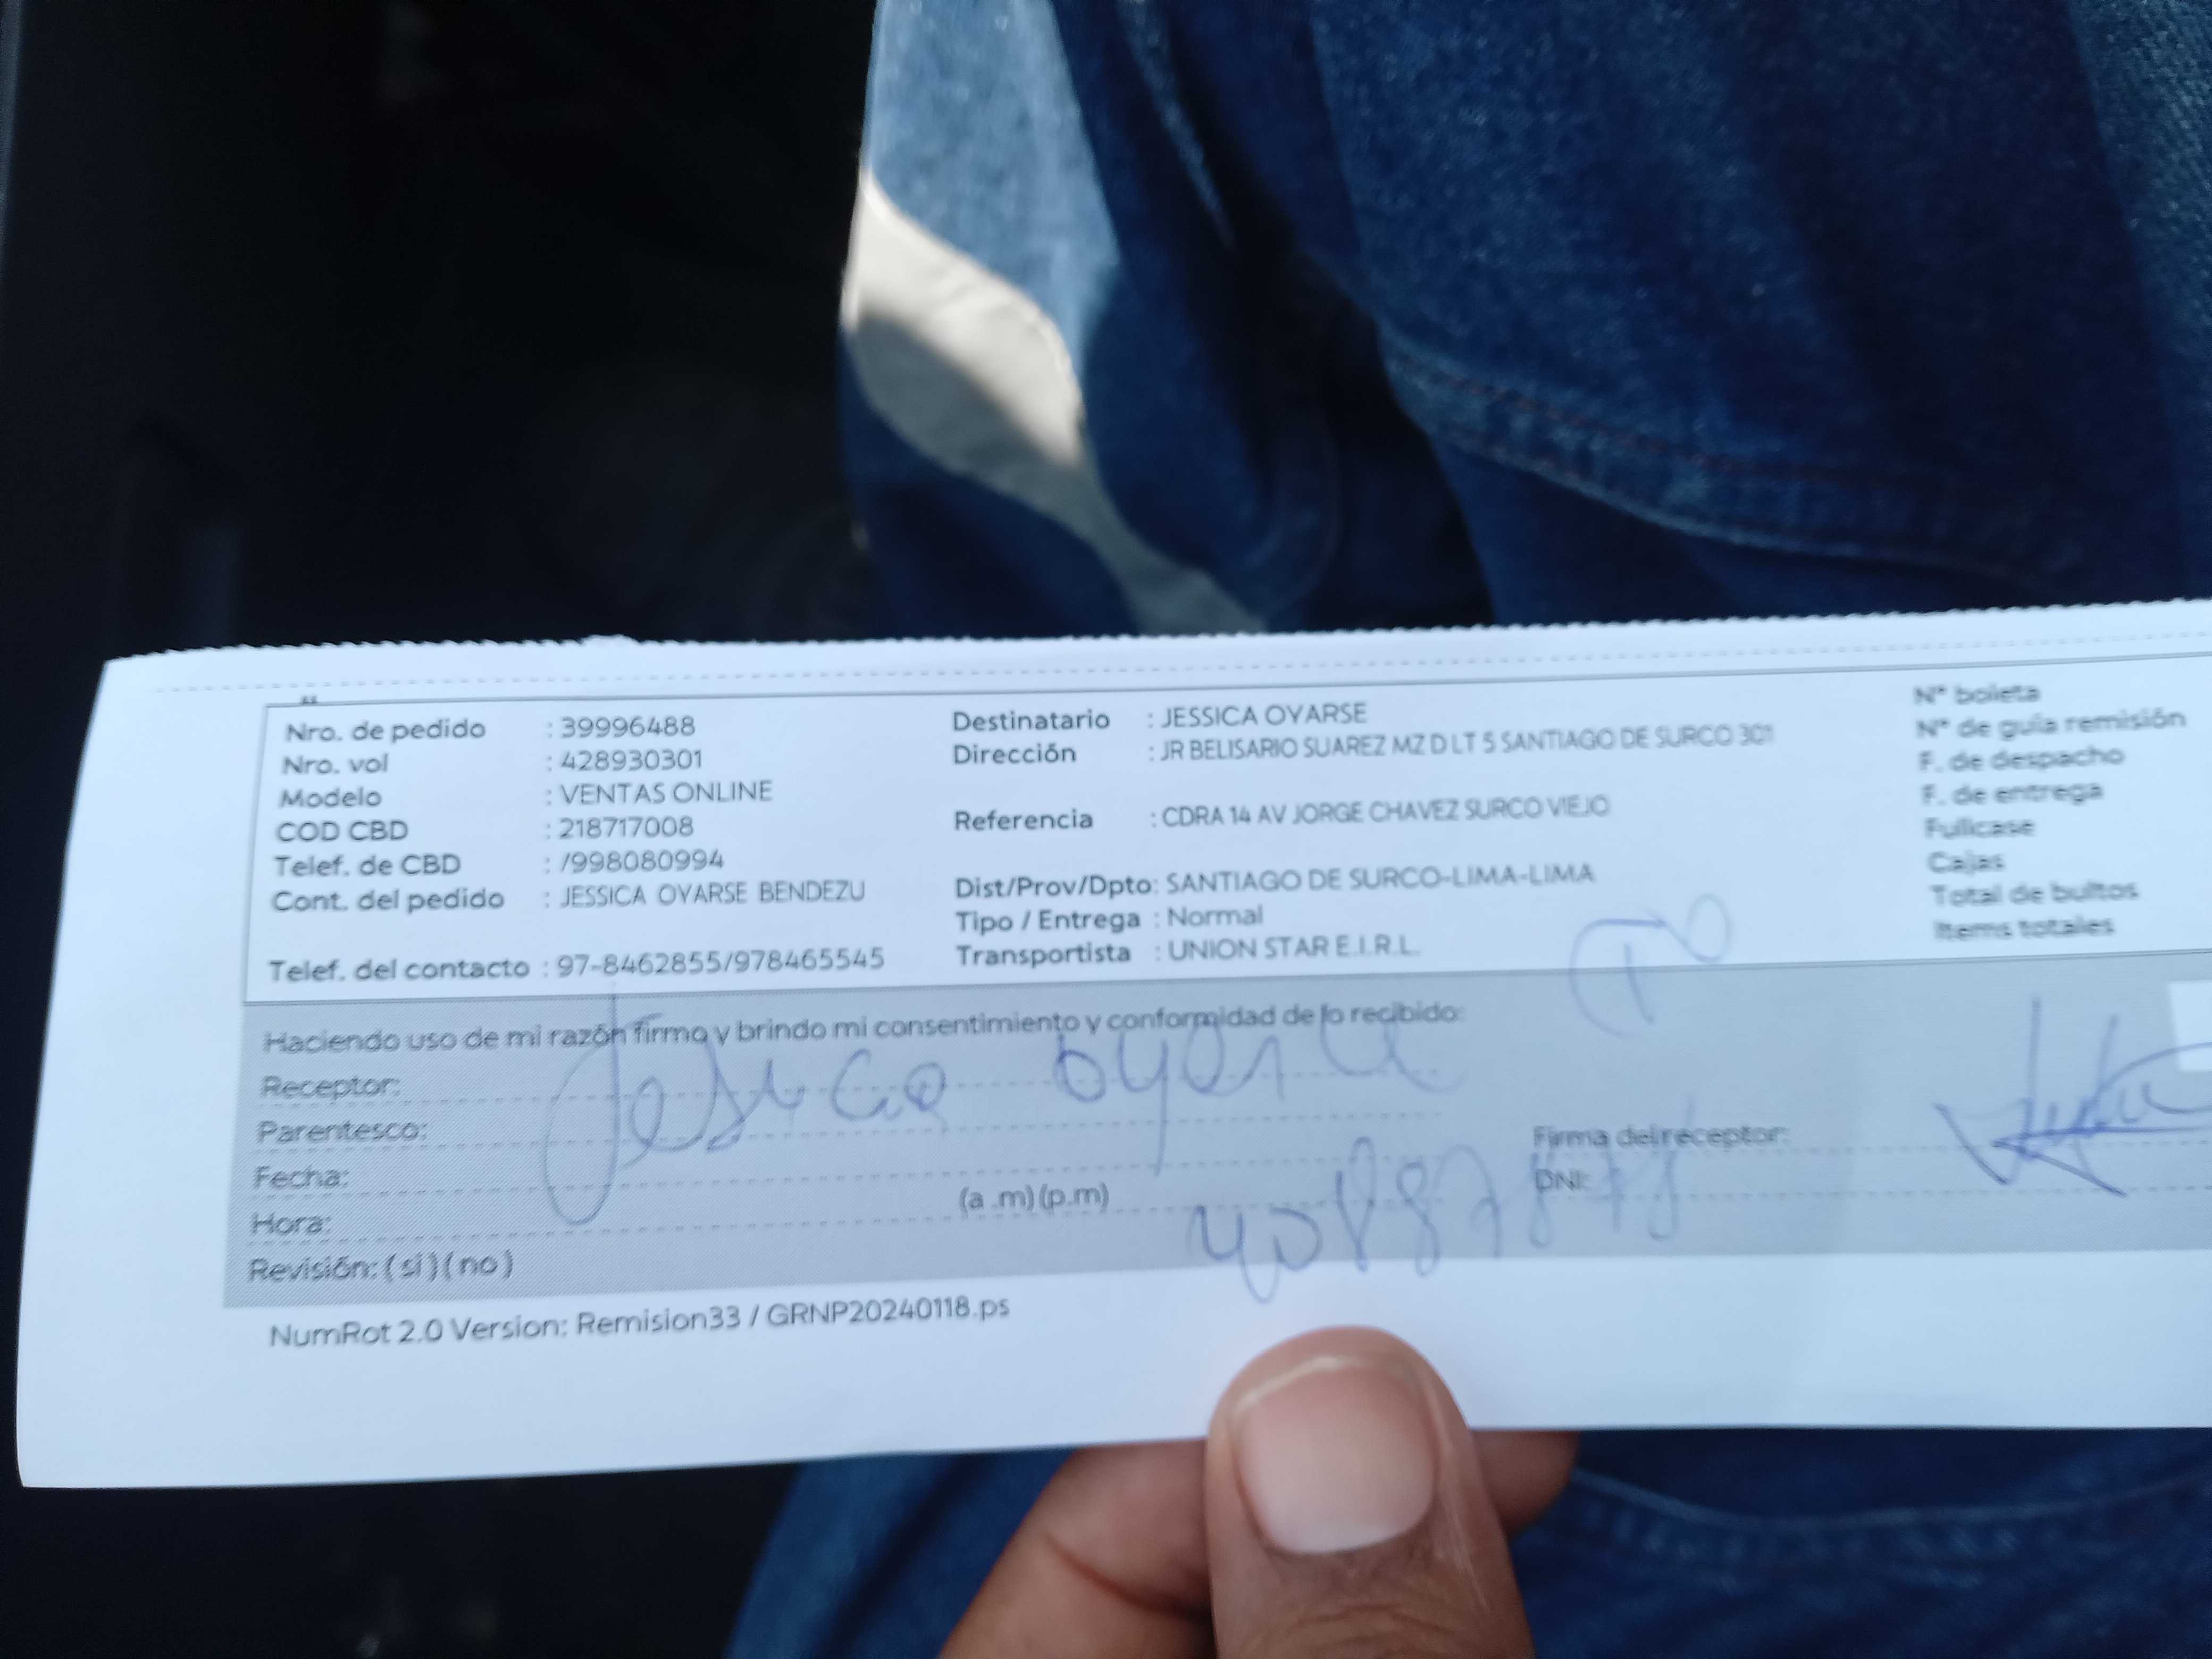 Nro. de pedido : 39996488
Nro. vol : 428930301
Modelo : VENTAS ONLINE
COD CBD : 218717008
Telef. de CBD : /998080994
Cont. del pedido : JESSICA OYARSE BENDEZU
Telef. del contacto : 97-8462855/978465545
Destinatario : JESSICA OYARSE
Dirección : JR BELISARIO SUAREZ MZ D LT 5 SANTIAGO DE SURCO 301
Referencia : CDRA 14 AV JORGE CHAVEZ SURCO VIEJO
Dist/Prov/Dpto: SANTIAGO DE SURCO-LIMA-LIMA
Tipo / Entrega : Normal
Transportista : UNION STAR E.I.R.L.
N° boleta
N° de guía remisión
F. de despacho
F. de entrega
Fullcase
Cajas
Total de bultos
Items totales
Haciendo uso de mi razón firmo y brindo mi consentimiento y conformidad de lo recibido:
Receptor:
Parentesco:
Fecha:
Hora: (a .m) (p.m)
Revisión: ( si ) ( no )
Firma del receptor:
DNI:
NumRot 2.0 Version: Remision33 / GRNP20240118.ps